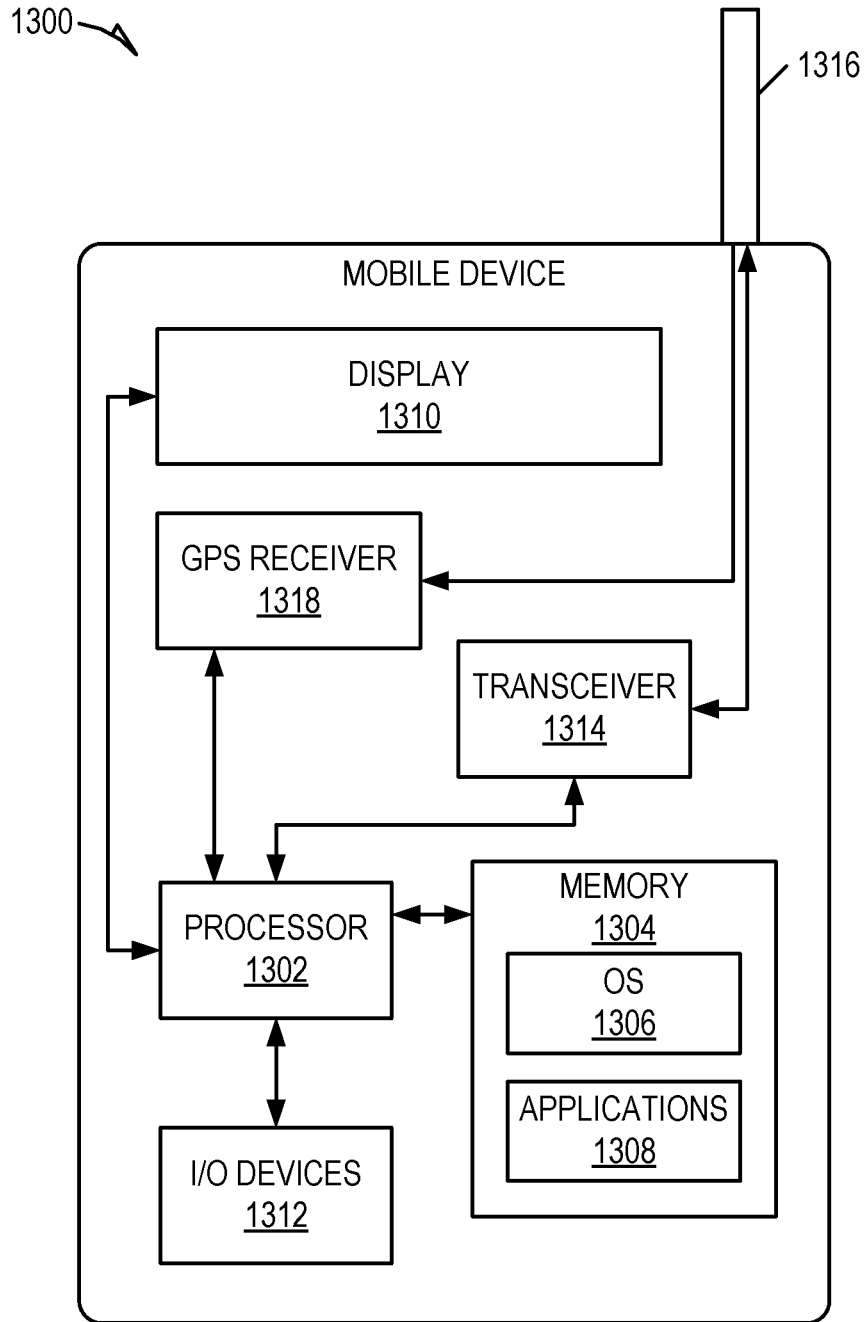 1300
1316
MOBILE DEVICE
DISPLAY
1310
GPS RECEIVER
1318
TRANSCEIVER
1314
PROCESSOR
1302
MEMORY
1304
OS
1306
APPLICATIONS
1308
I/O DEVICES
1312